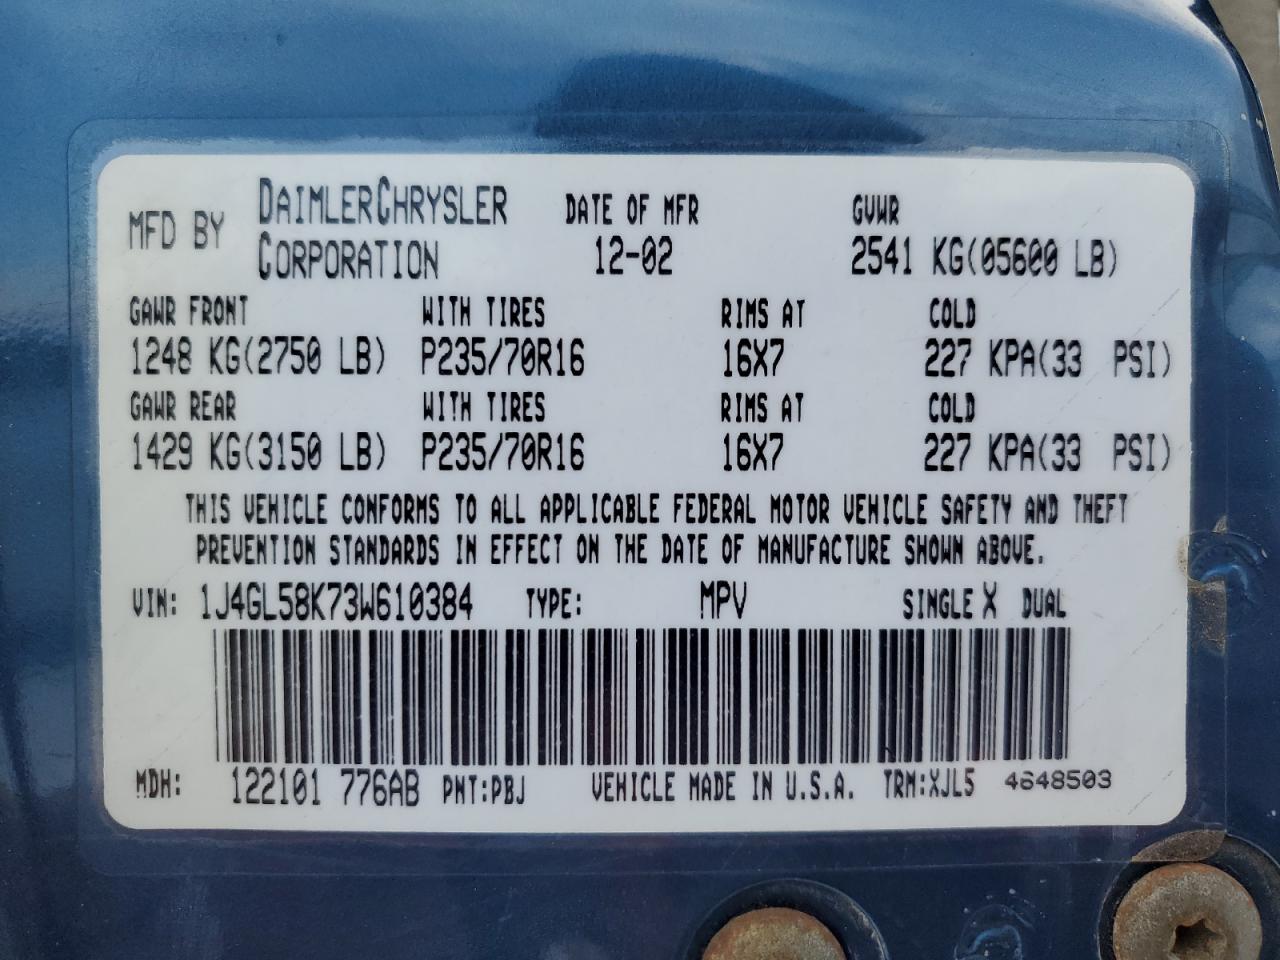 MFD BY DAIMLERCHRYSLER CORPORATION
DATE OF MFR
12-02
GVWR
2541 KG(05600 LB)
GAWR FRONT WITH TIRES RIMS AT COLD
1248 KG(2750 LB) P235/70R16 16X7 227 KPA(33 PSI)
GAWR REAR WITH TIRES RIMS AT COLD
1429 KG(3150 LB) P235/70R16 16X7 227 KPA(33 PSI)
THIS VEHICLE CONFORMS TO ALL APPLICABLE FEDERAL MOTOR VEHICLE SAFETY AND THEFT
PREVENTION STANDARDS IN EFFECT ON THE DATE OF MANUFACTURE SHOWN ABOVE.
VIN: 1J4GL58K73W610384 TYPE: MPV SINGLE X DUAL
MDH: 122101 776AB PNT:PBJ VEHICLE MADE IN U.S.A. TRM:XJL5 4648503